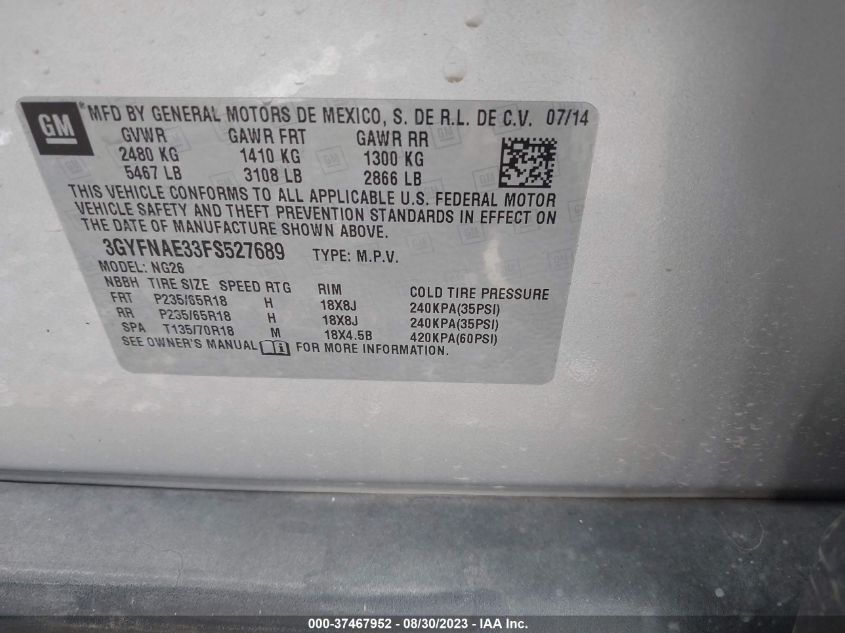 GM
® MFD BY GENERAL MOTORS DE MEXICO, S. DE R.L. DE C.V. 07/14
GVWR GAWR FRT GAWR RR
2480 KG 1410 KG 1300 KG
5467 LB 3108 LB 2866 LB
THIS VEHICLE CONFORMS TO ALL APPLICABLE U.S. FEDERAL MOTOR
VEHICLE SAFETY AND THEFT PREVENTION STANDARDS IN EFFECT ON
THE DATE OF MANUFACTURE SHOWN ABOVE.
3GYFNAE33FS527689 TYPE: M.P.V.
MODEL: NG26
NBBH TIRE SIZE SPEED RTG RIM COLD TIRE PRESSURE
FRT P235/65R18 H 18X8J 240KPA(35PSI)
RR P235/65R18 H 18X8J 240KPA(35PSI)
SPA T135/70R18 M 18X4.5B 420KPA(60PSI)
SEE OWNER'S MANUAL FOR MORE INFORMATION.
000-37467952 - 08/30/2023 - IAA Inc.